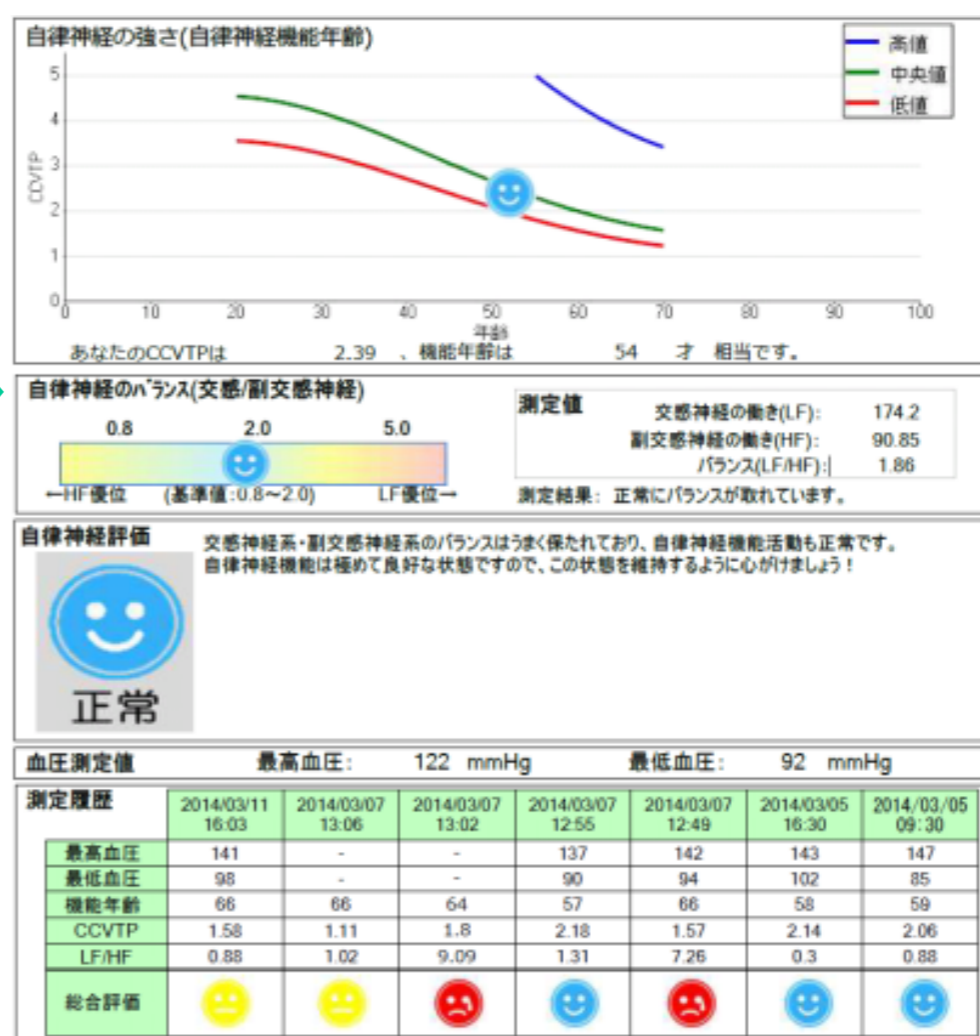 自律神経の強さ(自律神経機能年齢)
高値
中央値
低値
5
4
3
2
1
0
CCVTP
0 10 20 30 40 50 60 70 80 90 100
年齢
あなたのCCVTPは 2.39 、機能年齢は 54 才 相当です。
自律神経のバランス(交感/副交感神経)
0.8 2.0 5.0
←HF優位 (基準値:0.8～2.0) LF優位→
測定値
交感神経の働き(LF): 174.2
副交感神経の働き(HF): 90.85
バランス(LF/HF): 1.86
測定結果: 正常にバランスが取れています。
自律神経評価
正常
交感神経系・副交感神経系のバランスはうまく保たれており、自律神経機能活動も正常です。
自律神経機能は極めて良好な状態ですので、この状態を維持するように心がけましょう!
血圧測定値 最高血圧: 122 mmHg 最低血圧: 92 mmHg
測定履歴
2014/03/11 16:03 2014/03/07 13:06 2014/03/07 13:02 2014/03/07 12:55 2014/03/07 12:49 2014/03/05 16:30 2014/03/05 09:30
最高血圧 141 - - 137 142 143 147
最低血圧 98 - - 90 94 102 85
機能年齢 66 66 64 57 66 58 59
CCVTP 1.58 1.11 1.8 2.18 1.57 2.14 2.06
LF/HF 0.88 1.02 9.09 1.31 7.26 0.3 0.88
総合評価